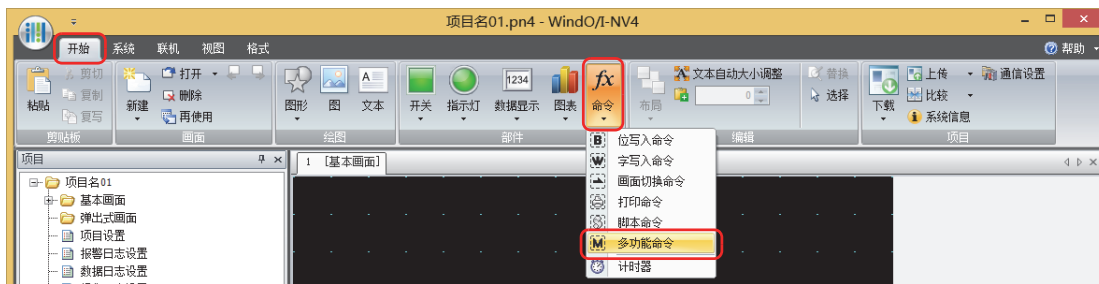 项目名01.pn4 - WindO/I-NV4
开始 系统 联机 视图 格式 帮助
粘贴 剪切 复制 复写
剪贴板
新建 打开 删除 再使用
画面
图形 图 文本
绘图
开关 指示灯 数据显示 1234 图表 fx 命令
部件
布局 文本自动大小调整 0 替换 选择
编辑
下载 上传 比较 系统信息 通信设置
项目
位写入命令
字写入命令
画面切换命令
打印命令
脚本命令
多功能命令
计时器
项目
1 [基本画面]
项目名01
基本画面
弹出式画面
项目设置
报警日志设置
数据日志设置